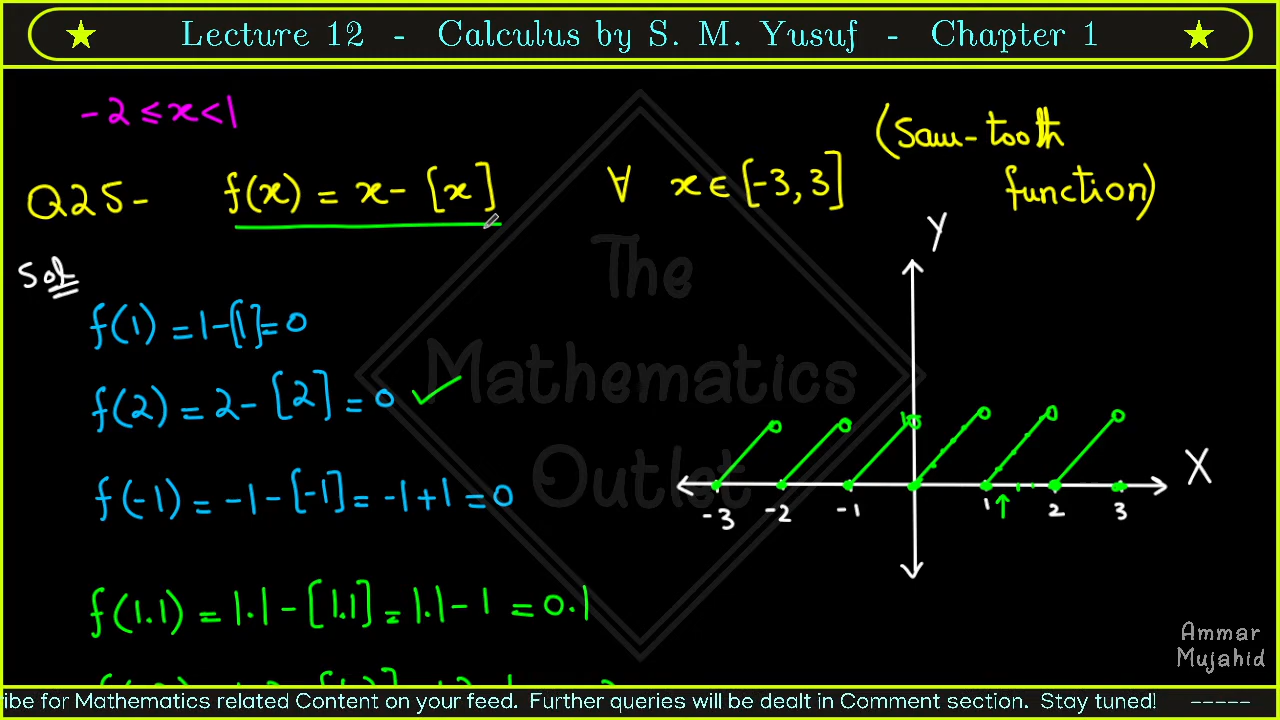 ★ Lecture 12 - Calculus by S. M. Yusuf - Chapter 1 ★
-2 ≤ x < 1
Q25- f(x) = x - [x] ∀ x ∈ [-3, 3] (Saw-tooth function)
Sol
f(1) = 1 - [1] = 0
f(2) = 2 - [2] = 0 ✓
f(-1) = -1 - [-1] = -1 + 1 = 0
f(1.1) = 1.1 - [1.1] = 1.1 - 1 = 0.1
Y
X
-3 -2 -1 1 ↑ 2 3
The
Mathematics
Outlet
Ammar
Mujahid
ibe for Mathematics related Content on your feed. Further queries will be dealt in Comment section. Stay tuned! -----